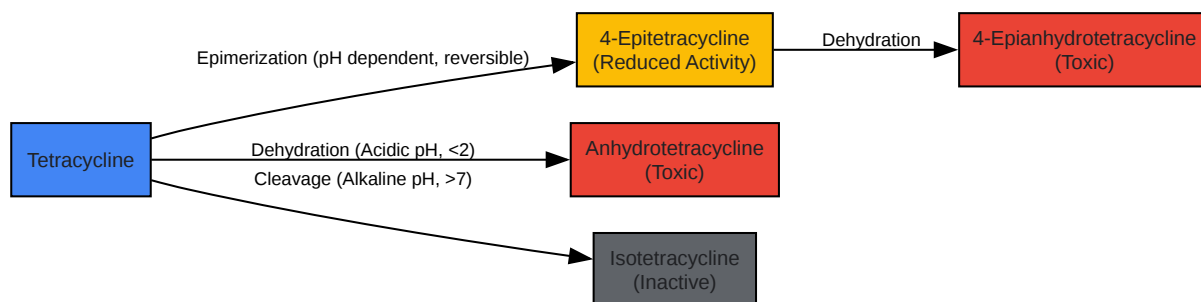 Tetracycline
Epimerization (pH dependent, reversible)
4-Epitetracycline
(Reduced Activity)
Dehydration
4-Epianhydrotetracycline
(Toxic)
Dehydration (Acidic pH, <2)
Anhydrotetracycline
(Toxic)
Cleavage (Alkaline pH, >7)
Isotetracycline
(Inactive)